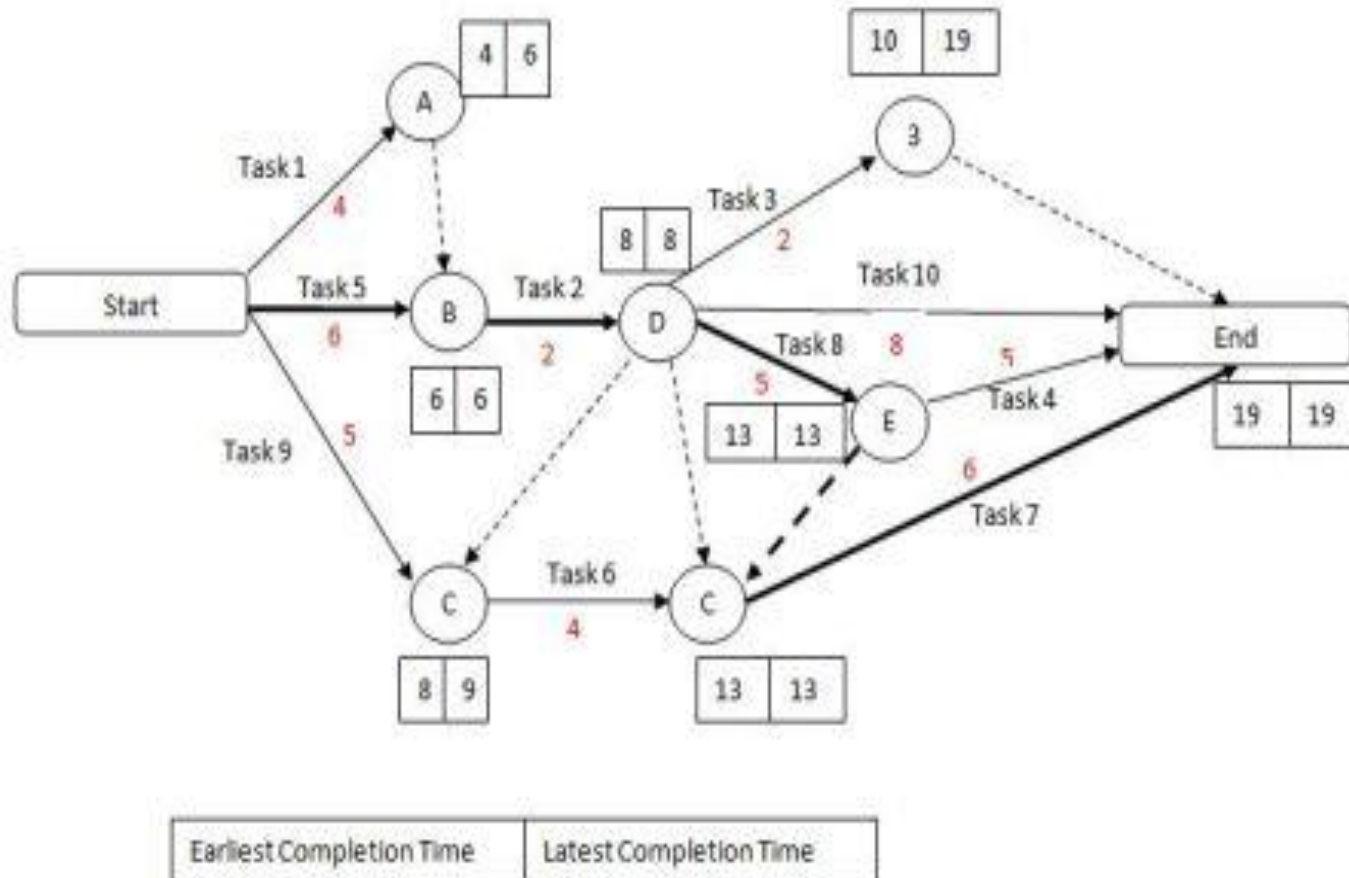 4 6
10 19
A
3
Task 1
4
Task 3
2
8 8
Task 10
Start
Task 5
6
B
Task 2
2
D
Task 8
8
5
End
5
Task 4
6 6
13 13
E
19 19
Task 9
5
6
Task 7
C
Task 6
4
C
8 9
13 13
Earliest Completion Time Latest Completion Time